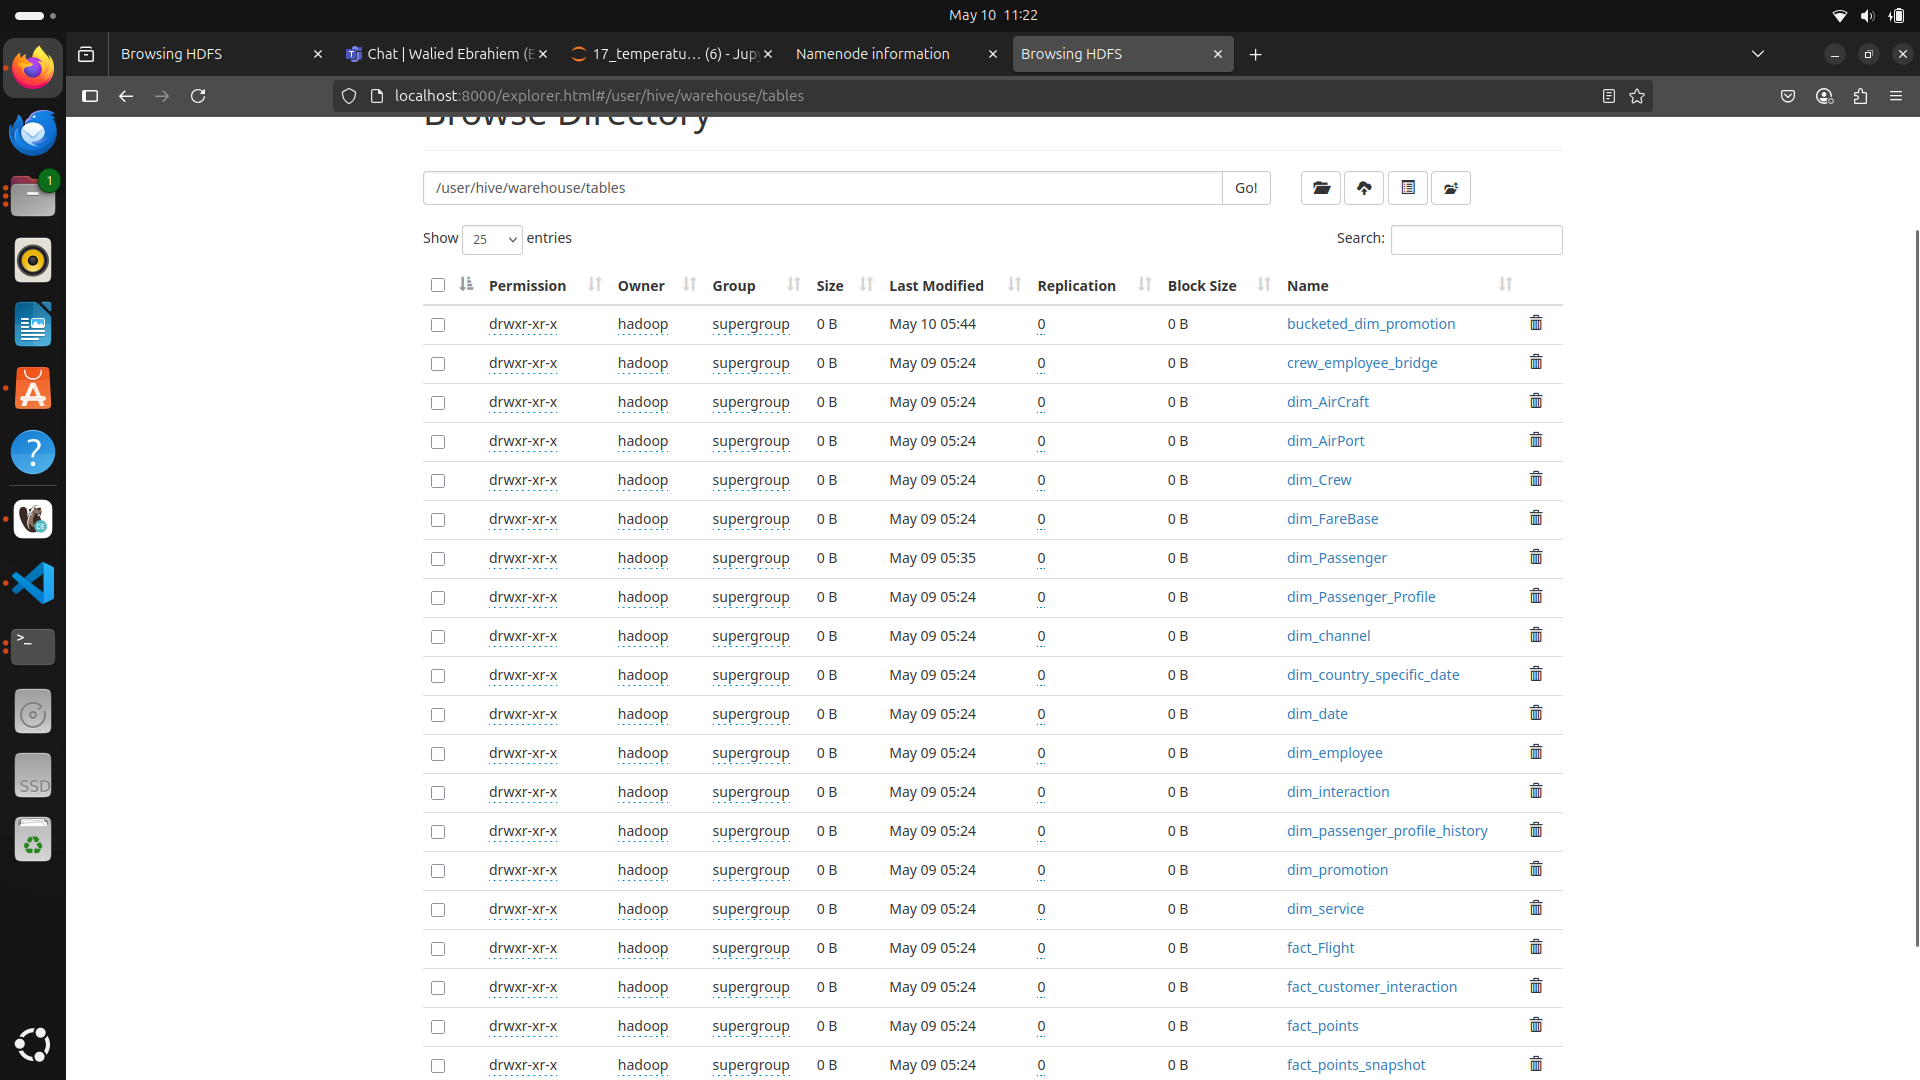 May 10 11:22
Browsing HDFS
Chat | Walied Ebrahiem (E
17_temperatu… (6) - Jup
Namenode information
Browsing HDFS
localhost:8000/explorer.html#/user/hive/warehouse/tables
1
Browse Directory
/user/hive/warehouse/tables
Go!
Show 25 entries
Search:
Permission Owner Group Size Last Modified Replication Block Size Name
drwxr-xr-x hadoop supergroup 0 B May 10 05:44 0 0 B bucketed_dim_promotion
drwxr-xr-x hadoop supergroup 0 B May 09 05:24 0 0 B crew_employee_bridge
drwxr-xr-x hadoop supergroup 0 B May 09 05:24 0 0 B dim_AirCraft
drwxr-xr-x hadoop supergroup 0 B May 09 05:24 0 0 B dim_AirPort
drwxr-xr-x hadoop supergroup 0 B May 09 05:24 0 0 B dim_Crew
drwxr-xr-x hadoop supergroup 0 B May 09 05:24 0 0 B dim_FareBase
drwxr-xr-x hadoop supergroup 0 B May 09 05:35 0 0 B dim_Passenger
drwxr-xr-x hadoop supergroup 0 B May 09 05:24 0 0 B dim_Passenger_Profile
drwxr-xr-x hadoop supergroup 0 B May 09 05:24 0 0 B dim_channel
drwxr-xr-x hadoop supergroup 0 B May 09 05:24 0 0 B dim_country_specific_date
drwxr-xr-x hadoop supergroup 0 B May 09 05:24 0 0 B dim_date
drwxr-xr-x hadoop supergroup 0 B May 09 05:24 0 0 B dim_employee
drwxr-xr-x hadoop supergroup 0 B May 09 05:24 0 0 B dim_interaction
drwxr-xr-x hadoop supergroup 0 B May 09 05:24 0 0 B dim_passenger_profile_history
drwxr-xr-x hadoop supergroup 0 B May 09 05:24 0 0 B dim_promotion
drwxr-xr-x hadoop supergroup 0 B May 09 05:24 0 0 B dim_service
drwxr-xr-x hadoop supergroup 0 B May 09 05:24 0 0 B fact_Flight
drwxr-xr-x hadoop supergroup 0 B May 09 05:24 0 0 B fact_customer_interaction
drwxr-xr-x hadoop supergroup 0 B May 09 05:24 0 0 B fact_points
drwxr-xr-x hadoop supergroup 0 B May 09 05:24 0 0 B fact_points_snapshot
SSD